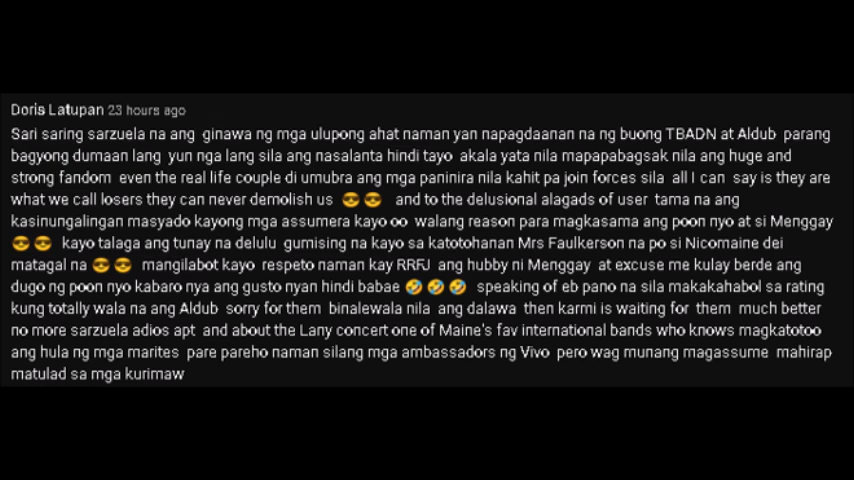 Doris Latupan 23 hours ago
Sari saring sarzuela na ang ginawa ng mga ulupong ahat naman yan napagdaanan na ng buong TBADN at Aldub parang
bagyong dumaan lang yun nga lang sila ang nasalanta hindi tayo akala yata nila mapapabagsak nila ang huge and
strong fandom even the real life couple di umubra ang mga paninira nila kahit pa join forces sila all I can say is they are
what we call losers they can never demolish us 😎😎 and to the delusional alagads of user tama na ang
kasinungalingan masyado kayong mga assumera kayo oo walang reason para magkasama ang poon nyo at si Menggay
😎😎 kayo talaga ang tunay na delulu gumising na kayo sa katotohanan Mrs Faulkerson na po si Nicomaine dei
matagal na 😎😎 mangilabot kayo respeto naman kay RRFJ ang hubby ni Menggay at excuse me kulay berde ang
dugo ng poon nyo kabaro nya ang gusto nyan hindi babae 🤣🤣🤣 speaking of eb pano na sila makakahabol sa rating
kung totally wala na ang Aldub sorry for them binalewala nila ang dalawa then karmi is waiting for them much better
no more sarzuela adios apt and about the Lany concert one of Maine's fav international bands who knows magkatotoo
ang hula ng mga marites pare pareho naman silang mga ambassadors ng Vivo pero wag munang magassume mahirap
matulad sa mga kurimaw